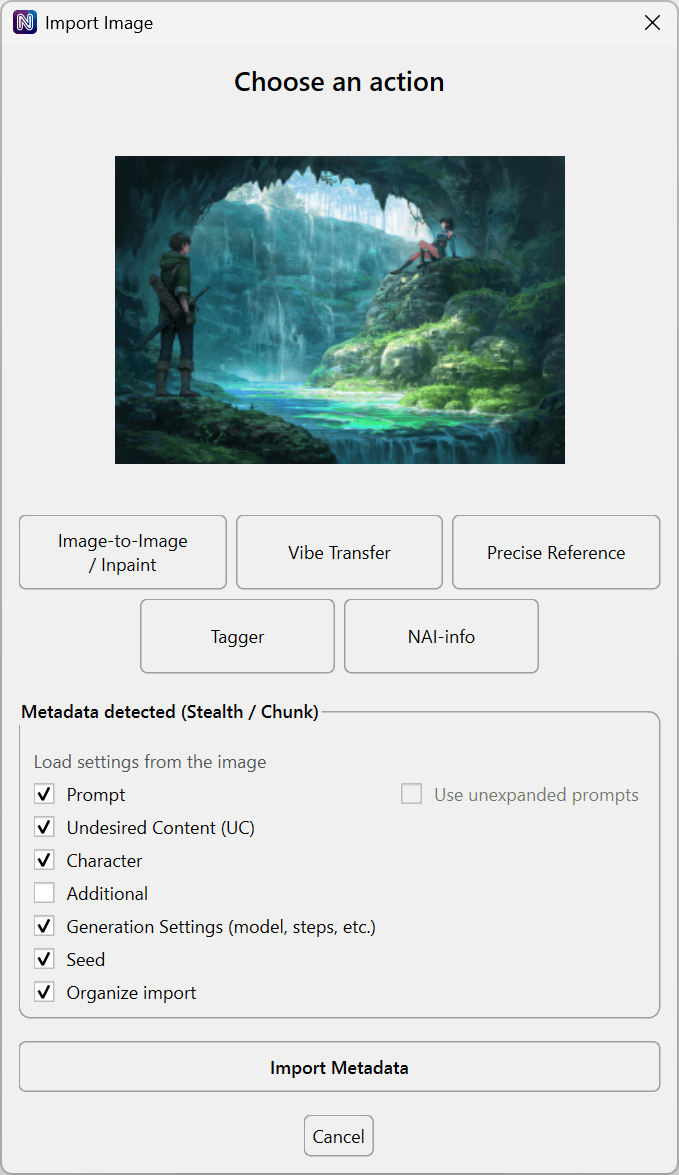 Import Image
Choose an action
Image-to-Image
/ Inpaint
Vibe Transfer
Precise Reference
Tagger
NAI-info
Metadata detected (Stealth / Chunk)
Load settings from the image
Prompt
Use unexpanded prompts
Undesired Content (UC)
Character
Additional
Generation Settings (model, steps, etc.)
Seed
Organize import
Import Metadata
Cancel